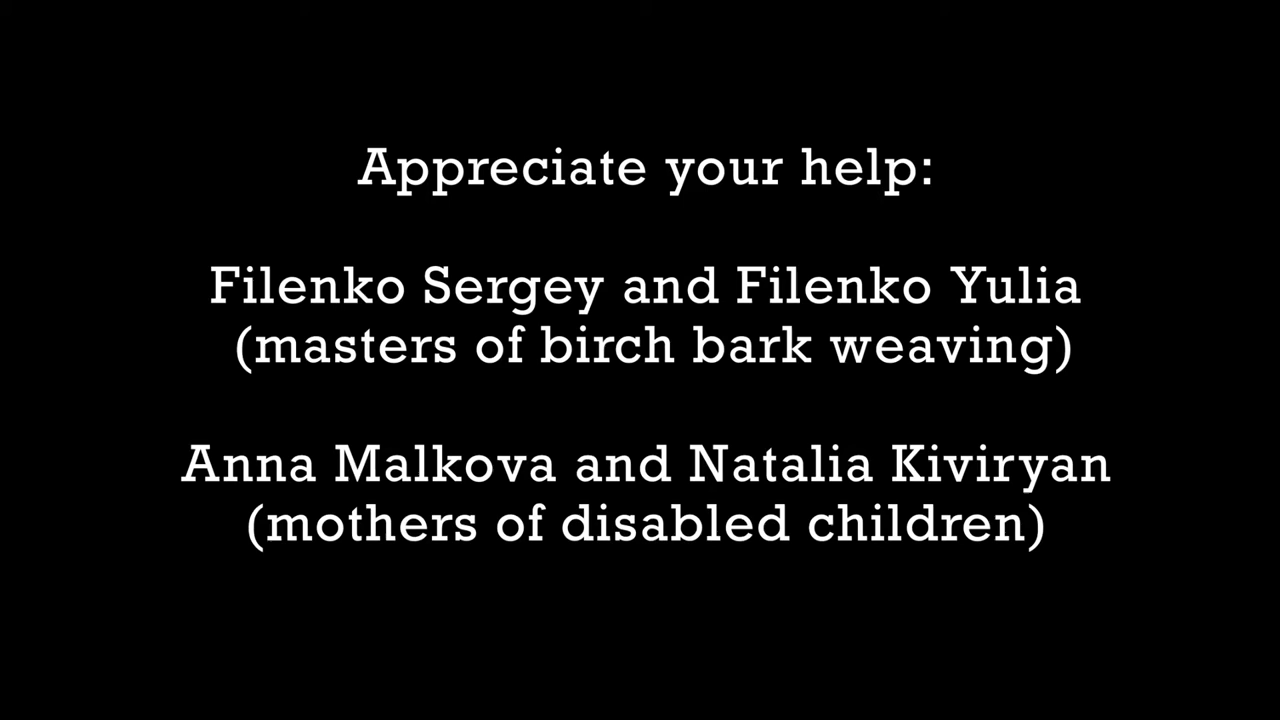 Appreciate your help:
Filenko Sergey and Filenko Yulia
(masters of birch bark weaving)
Anna Malkova and Natalia Kiviryan
(mothers of disabled children)